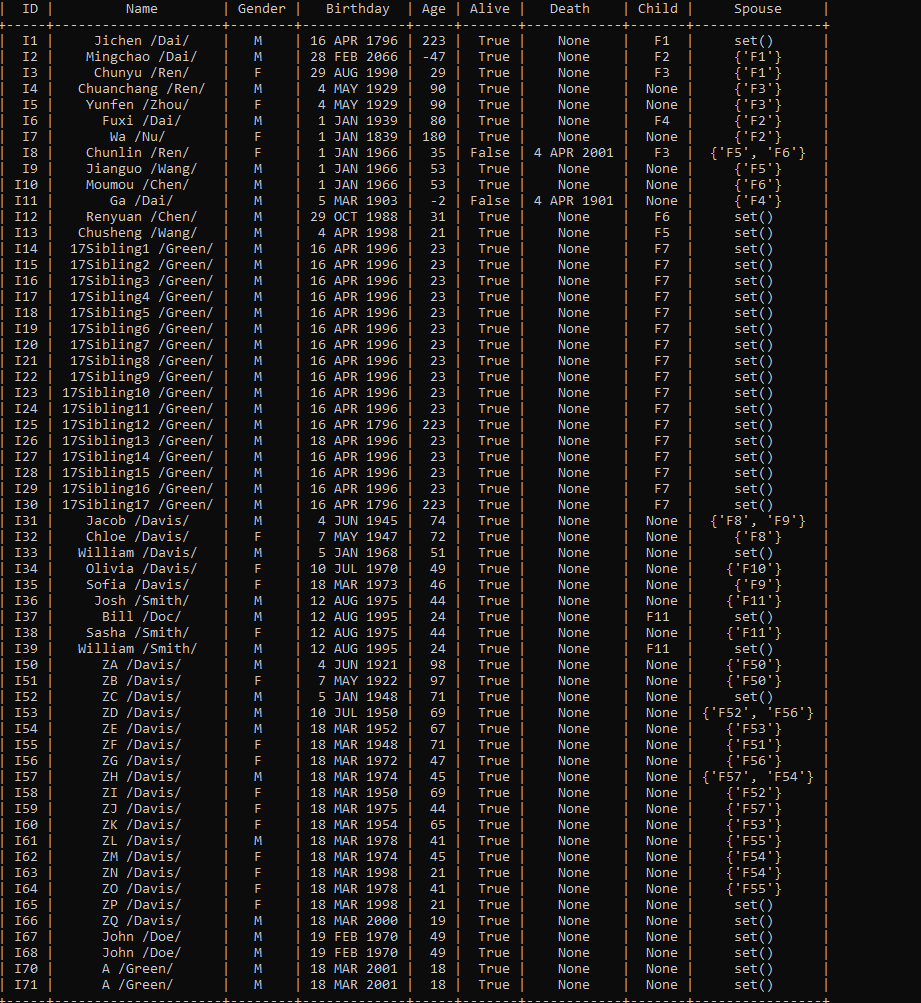 | ID | Name | Gender | Birthday | Age | Alive | Death | Child | Spouse |
+-----+----------------------+--------+-------------+-----+-------+------------+-------+--------------+
| I1 | Jichen /Dai/ | M | 16 APR 1796 | 223 | True | None | F1 | set() |
| I2 | Mingchao /Dai/ | M | 28 FEB 2066 | -47 | True | None | F2 | {'F1'} |
| I3 | Chunyu /Ren/ | F | 29 AUG 1990 | 29 | True | None | F3 | {'F1'} |
| I4 | Chuanchang /Ren/ | M | 4 MAY 1929 | 90 | True | None | None | {'F3'} |
| I5 | Yunfen /Zhou/ | F | 4 MAY 1929 | 90 | True | None | None | {'F3'} |
| I6 | Fuxi /Dai/ | M | 1 JAN 1939 | 80 | True | None | F4 | {'F2'} |
| I7 | Wa /Nu/ | F | 1 JAN 1839 | 180 | True | None | None | {'F2'} |
| I8 | Chunlin /Ren/ | F | 1 JAN 1966 | 35 | False | 4 APR 2001 | F3 | {'F5', 'F6'} |
| I9 | Jianguo /Wang/ | M | 1 JAN 1966 | 53 | True | None | None | {'F5'} |
| I10 | Moumou /Chen/ | M | 1 JAN 1966 | 53 | True | None | None | {'F6'} |
| I11 | Ga /Dai/ | M | 5 MAR 1903 | -2 | False | 4 APR 1901 | None | {'F4'} |
| I12 | Renyuan /Chen/ | M | 29 OCT 1988 | 31 | True | None | F6 | set() |
| I13 | Chusheng /Wang/ | M | 4 APR 1998 | 21 | True | None | F5 | set() |
| I14 | 17Sibling1 /Green/ | M | 16 APR 1996 | 23 | True | None | F7 | set() |
| I15 | 17Sibling2 /Green/ | M | 16 APR 1996 | 23 | True | None | F7 | set() |
| I16 | 17Sibling3 /Green/ | M | 16 APR 1996 | 23 | True | None | F7 | set() |
| I17 | 17Sibling4 /Green/ | M | 16 APR 1996 | 23 | True | None | F7 | set() |
| I18 | 17Sibling5 /Green/ | M | 16 APR 1996 | 23 | True | None | F7 | set() |
| I19 | 17Sibling6 /Green/ | M | 16 APR 1996 | 23 | True | None | F7 | set() |
| I20 | 17Sibling7 /Green/ | M | 16 APR 1996 | 23 | True | None | F7 | set() |
| I21 | 17Sibling8 /Green/ | M | 16 APR 1996 | 23 | True | None | F7 | set() |
| I22 | 17Sibling9 /Green/ | M | 16 APR 1996 | 23 | True | None | F7 | set() |
| I23 | 17Sibling10 /Green/ | M | 16 APR 1996 | 23 | True | None | F7 | set() |
| I24 | 17Sibling11 /Green/ | M | 16 APR 1996 | 23 | True | None | F7 | set() |
| I25 | 17Sibling12 /Green/ | M | 16 APR 1796 | 223 | True | None | F7 | set() |
| I26 | 17Sibling13 /Green/ | M | 18 APR 1996 | 23 | True | None | F7 | set() |
| I27 | 17Sibling14 /Green/ | M | 16 APR 1996 | 23 | True | None | F7 | set() |
| I28 | 17Sibling15 /Green/ | M | 16 APR 1996 | 23 | True | None | F7 | set() |
| I29 | 17Sibling16 /Green/ | M | 16 APR 1996 | 23 | True | None | F7 | set() |
| I30 | 17Sibling17 /Green/ | M | 16 APR 1796 | 223 | True | None | F7 | set() |
| I31 | Jacob /Davis/ | M | 4 JUN 1945 | 74 | True | None | None | {'F8', 'F9'} |
| I32 | Chloe /Davis/ | F | 7 MAY 1947 | 72 | True | None | None | {'F8'} |
| I33 | William /Davis/ | M | 5 JAN 1968 | 51 | True | None | None | set() |
| I34 | Olivia /Davis/ | F | 10 JUL 1970 | 49 | True | None | None | {'F10'} |
| I35 | Sofia /Davis/ | F | 18 MAR 1973 | 46 | True | None | None | {'F9'} |
| I36 | Josh /Smith/ | M | 12 AUG 1975 | 44 | True | None | None | {'F11'} |
| I37 | Bill /Doc/ | M | 12 AUG 1995 | 24 | True | None | F11 | set() |
| I38 | Sasha /Smith/ | F | 12 AUG 1975 | 44 | True | None | None | {'F11'} |
| I39 | William /Smith/ | M | 12 AUG 1995 | 24 | True | None | F11 | set() |
| I50 | ZA /Davis/ | M | 4 JUN 1921 | 98 | True | None | None | {'F50'} |
| I51 | ZB /Davis/ | F | 7 MAY 1922 | 97 | True | None | None | {'F50'} |
| I52 | ZC /Davis/ | M | 5 JAN 1948 | 71 | True | None | None | set() |
| I53 | ZD /Davis/ | M | 10 JUL 1950 | 69 | True | None | None | {'F52', 'F56'} |
| I54 | ZE /Davis/ | M | 18 MAR 1952 | 67 | True | None | None | {'F53'} |
| I55 | ZF /Davis/ | F | 18 MAR 1948 | 71 | True | None | None | {'F51'} |
| I56 | ZG /Davis/ | F | 18 MAR 1972 | 47 | True | None | None | {'F56'} |
| I57 | ZH /Davis/ | M | 18 MAR 1974 | 45 | True | None | None | {'F57', 'F54'} |
| I58 | ZI /Davis/ | F | 18 MAR 1950 | 69 | True | None | None | {'F52'} |
| I59 | ZJ /Davis/ | F | 18 MAR 1975 | 44 | True | None | None | {'F57'} |
| I60 | ZK /Davis/ | F | 18 MAR 1954 | 65 | True | None | None | {'F53'} |
| I61 | ZL /Davis/ | M | 18 MAR 1978 | 41 | True | None | None | {'F55'} |
| I62 | ZM /Davis/ | F | 18 MAR 1974 | 45 | True | None | None | {'F54'} |
| I63 | ZN /Davis/ | F | 18 MAR 1998 | 21 | True | None | None | {'F54'} |
| I64 | ZO /Davis/ | F | 18 MAR 1978 | 41 | True | None | None | {'F55'} |
| I65 | ZP /Davis/ | F | 18 MAR 1998 | 21 | True | None | None | set() |
| I66 | ZQ /Davis/ | M | 18 MAR 2000 | 19 | True | None | None | set() |
| I67 | John /Doe/ | M | 19 FEB 1970 | 49 | True | None | None | set() |
| I68 | John /Doe/ | M | 19 FEB 1970 | 49 | True | None | None | set() |
| I70 | A /Green/ | M | 18 MAR 2001 | 18 | True | None | None | set() |
| I71 | A /Green/ | M | 18 MAR 2001 | 18 | True | None | None | set() |